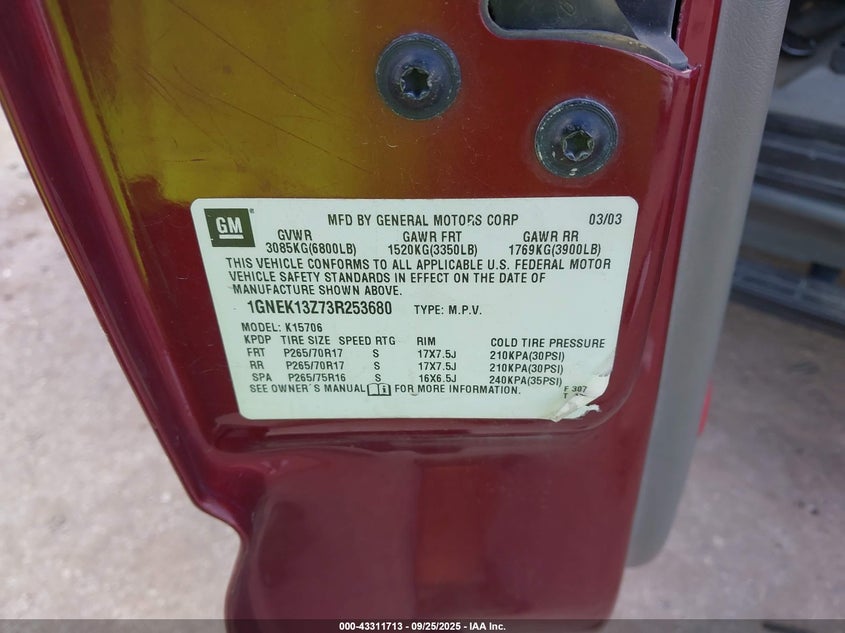 GM ® MFD BY GENERAL MOTORS CORP 03/03
GVWR GAWR FRT GAWR RR
3085KG(6800LB) 1520KG(3350LB) 1769KG(3900LB)
THIS VEHICLE CONFORMS TO ALL APPLICABLE U.S. FEDERAL MOTOR
VEHICLE SAFETY STANDARDS IN EFFECT ON THE DATE OF
MANUFACTURE SHOWN ABOVE.
1GNEK13Z73R253680 TYPE: M.P.V.
MODEL: K15706
KPDP TIRE SIZE SPEED RTG RIM COLD TIRE PRESSURE
FRT P265/70R17 S 17X7.5J 210KPA(30PSI)
RR P265/70R17 S 17X7.5J 210KPA(30PSI)
SPA P265/75R16 S 16X6.5J 240KPA(35PSI)
SEE OWNER'S MANUAL FOR MORE INFORMATION.
F 307
T
000-43311713 - 09/25/2025 - IAA Inc.